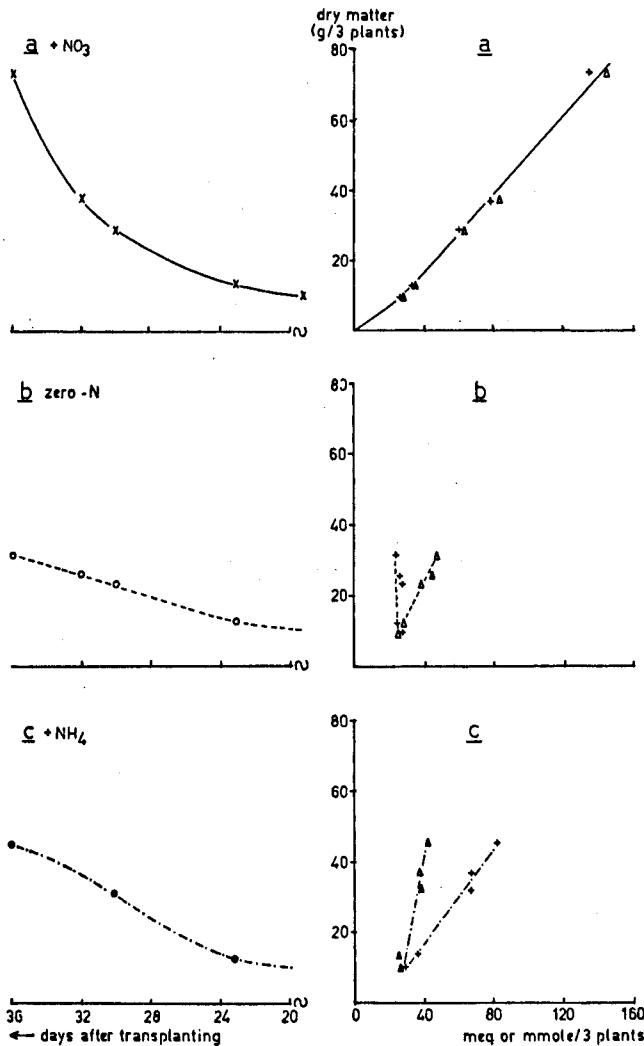 dry matter
(g/3 plants)
a + NO3
a
80
60
40
20
b zero -N
b
80
60
40
20
c +NH4
c
80
60
40
20
36 32 28 24 20
0 40 80 120 160
← days after transplanting
meq or mmole/3 plants